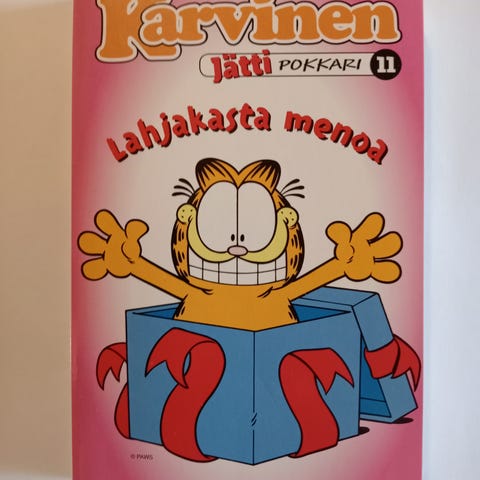 Karvinen
Jätti POKKARI 11
Lahjakasta menoa
© PAWS